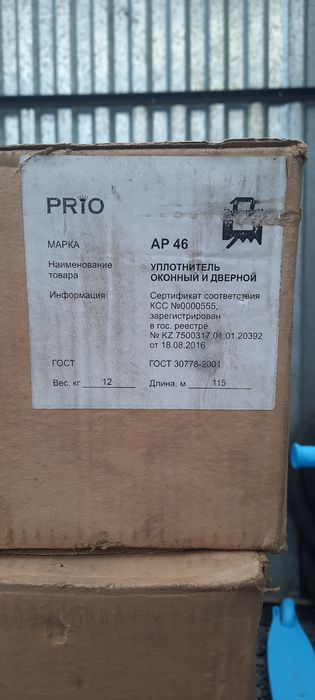 PRIO
МАРКА AP 46
Наименование товара УПЛОТНИТЕЛЬ ОКОННЫЙ И ДВЕРНОЙ
Информация Сертификат соответствия
КСС №0000555,
зарегистрирован
в гос. реестре
№ KZ.7500317.01.01.20392
от 18.08.2016
ГОСТ ГОСТ 30778-2001
Вес, кг 12 Длина, м 115